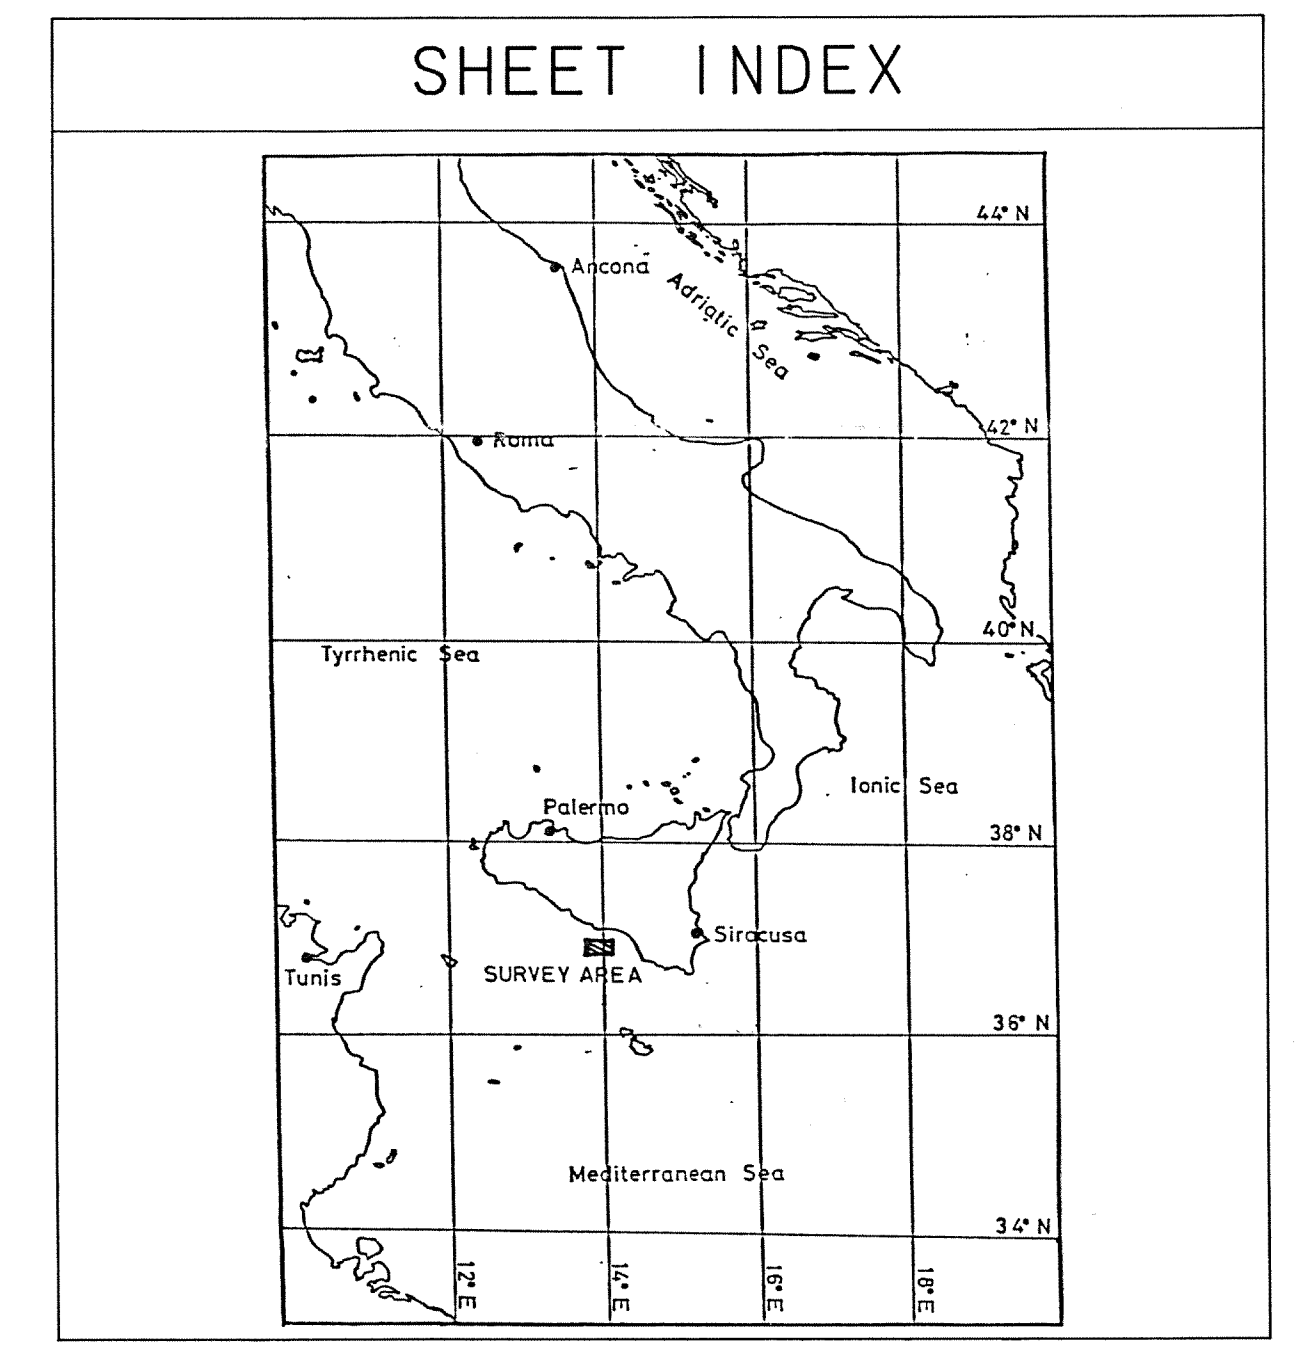 SHEET INDEX
44° N
Ancona
Adriatic Sea
42° N
Roma
40° N
Tyrrhenic Sea
Ionic Sea
Palermo
38° N
Siracusa
Tunis
SURVEY AREA
36° N
Mediterranean Sea
34° N
12° E
14° E
16° E
18° E